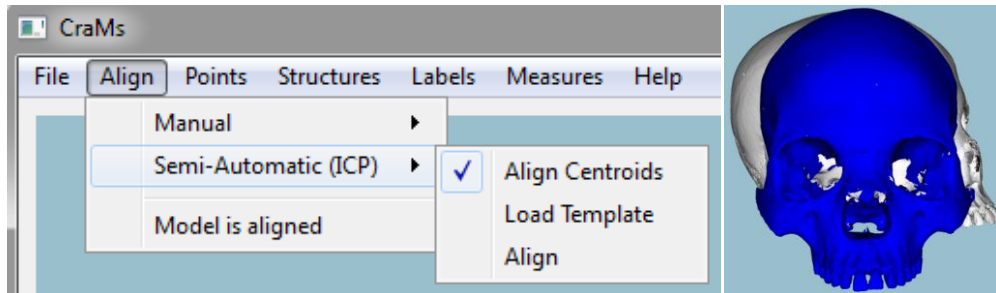 CraMs
File Align Points Structures Labels Measures Help
Manual
Semi-Automatic (ICP)
Model is aligned
Align Centroids
Load Template
Align